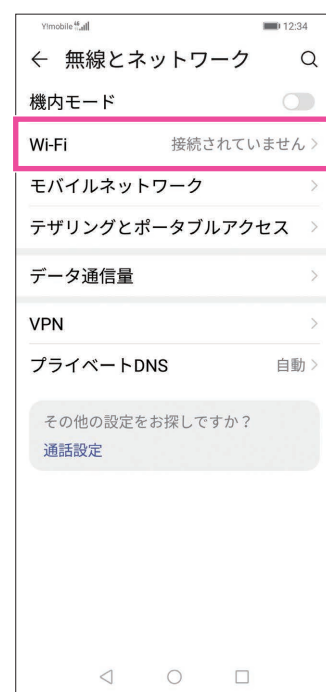 Y!mobile 12:34
無線とネットワーク
機内モード
Wi-Fi 接続されていません
モバイルネットワーク
テザリングとポータブルアクセス
データ通信量
VPN
プライベートDNS 自動
その他の設定をお探しですか？
通話設定